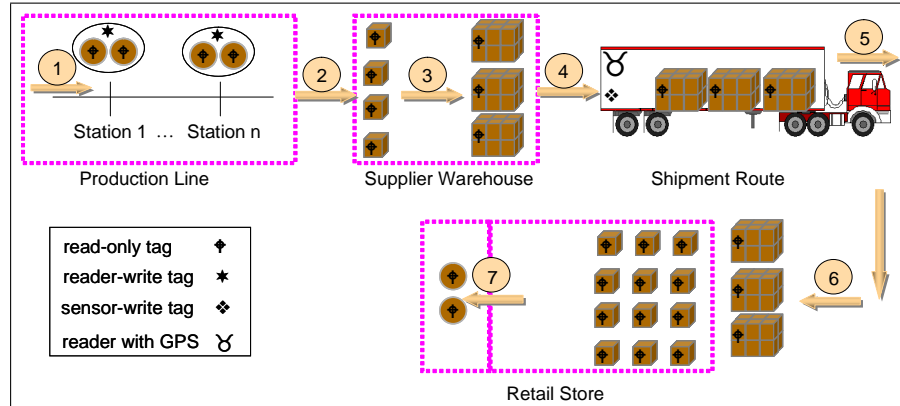 1
2
3
4
5
Station 1 ... Station n
Production Line
Supplier Warehouse
Shipment Route
read-only tag
reader-write tag
sensor-write tag
reader with GPS
7
6
Retail Store